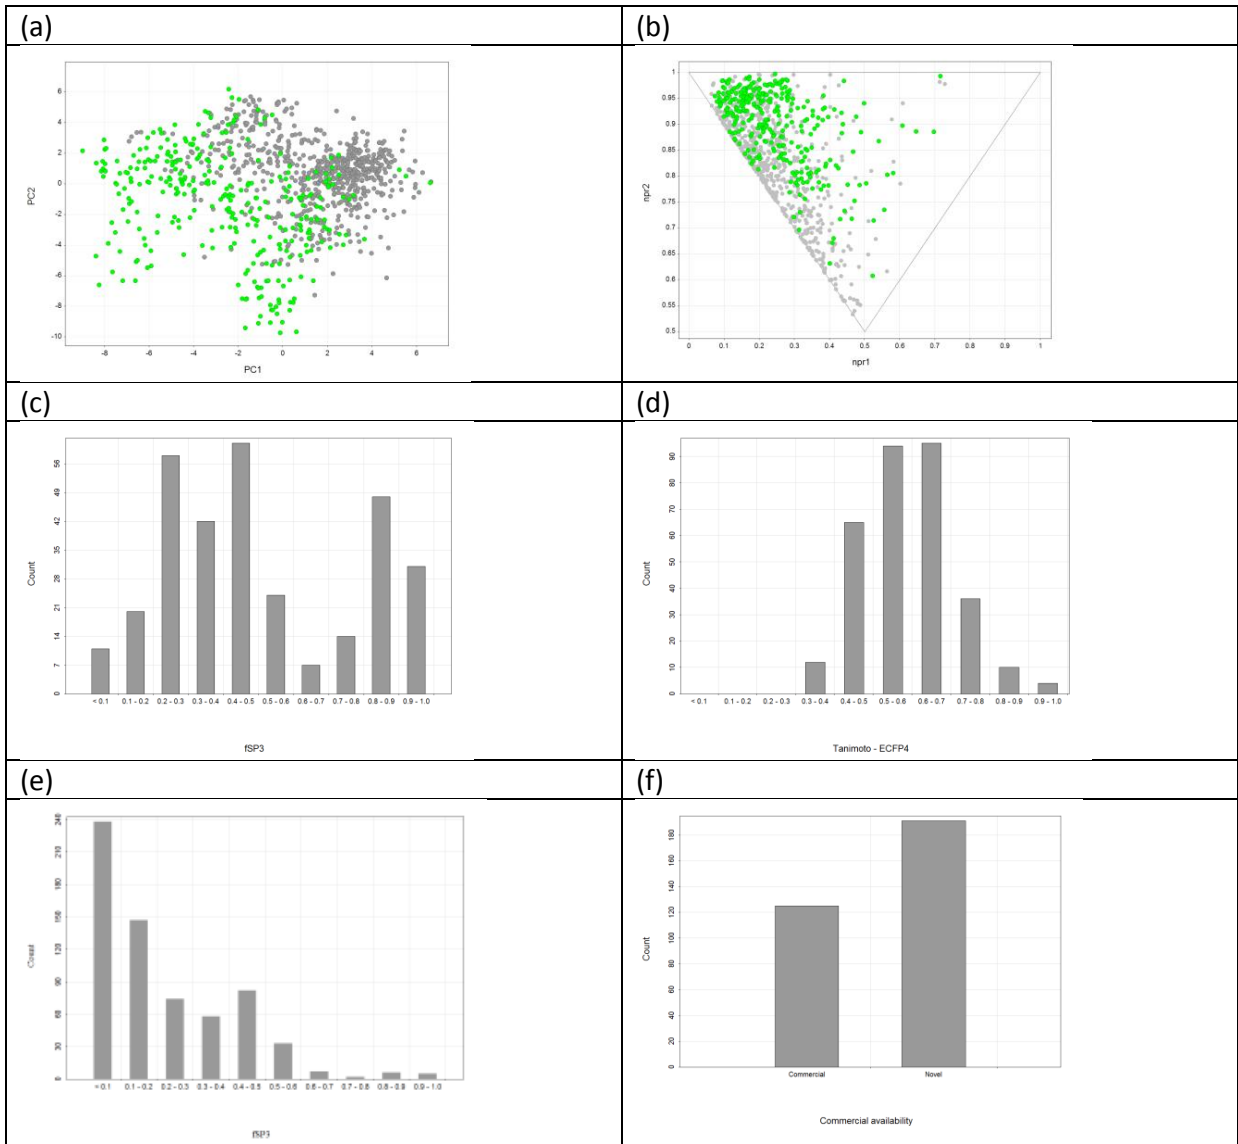 (a)
(b)
6
4
2
0
-2
-4
-6
-8
-10
PC2
-8 -6 -4 -2 0 2 4 6
PC1
1
0.95
0.9
0.85
0.8
0.75
0.7
0.65
0.6
0.55
0.5
npr2
0 0.1 0.2 0.3 0.4 0.5 0.6 0.7 0.8 0.9 1
npr1
(c)
(d)
56
49
42
35
28
21
14
7
0
Count
< 0.1 0.1 - 0.2 0.2 - 0.3 0.3 - 0.4 0.4 - 0.5 0.5 - 0.6 0.6 - 0.7 0.7 - 0.8 0.8 - 0.9 0.9 - 1.0
fSP3
90
80
70
60
50
40
30
20
10
0
Count
< 0.1 0.1 - 0.2 0.2 - 0.3 0.3 - 0.4 0.4 - 0.5 0.5 - 0.6 0.6 - 0.7 0.7 - 0.8 0.8 - 0.9 0.9 - 1.0
Tanimoto - ECFP4
(e)
(f)
240
210
180
150
120
90
60
30
0
Count
< 0.1 0.1 - 0.2 0.2 - 0.3 0.3 - 0.4 0.4 - 0.5 0.5 - 0.6 0.6 - 0.7 0.7 - 0.8 0.8 - 0.9 0.9 - 1.0
fSP3
180
160
140
120
100
80
60
40
20
0
Count
Commercial Novel
Commercial availability